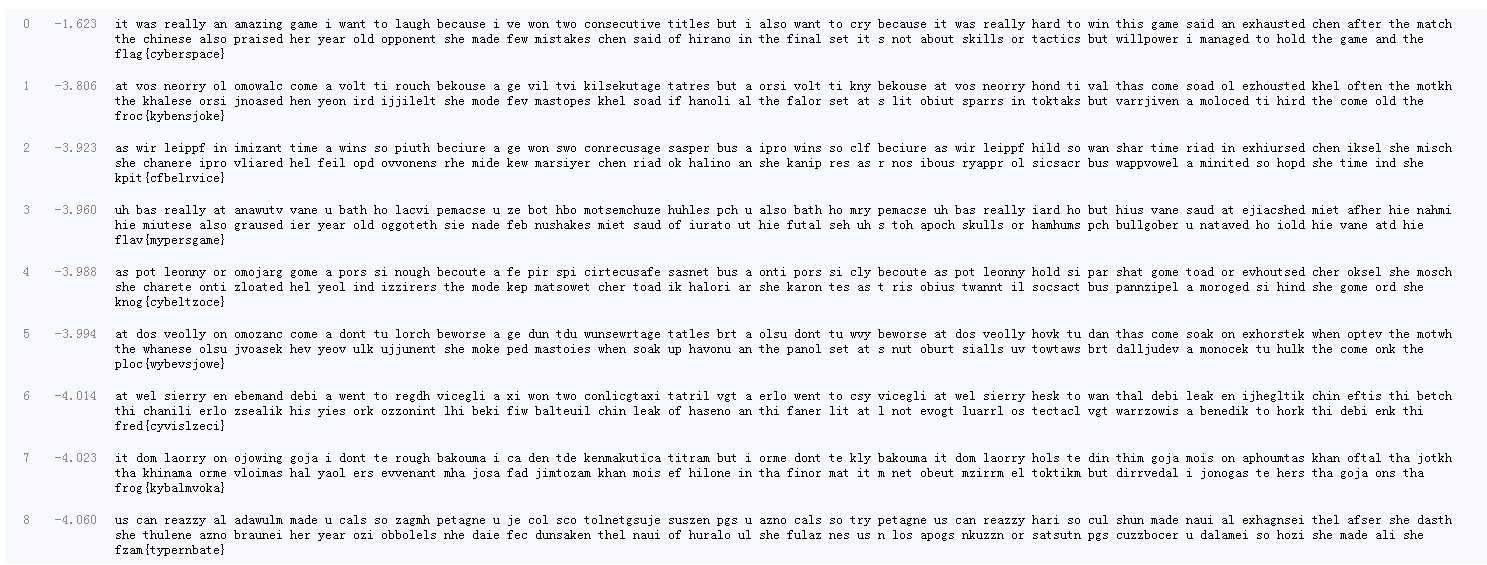 0 -1.623 it was really an amazing game i want to laugh because i ve won two consecutive titles but i also want to cry because it was really hard to win this game said an exhausted chen after the match
the chinese also praised her year old opponent she made few mistakes chen said of hirano in the final set it s not about skills or tactics but willpower i managed to hold the game and the
flag{cyberspace}
1 -3.806 at vos neorry ol omowalc come a volt ti rouch bekouse a ge vil tvi kilsekutage tatres but a orsi volt ti kny bekouse at vos neorry hond ti val thas come soad ol ezhousted khel often the motkh
the khalese orsi jnoased hen yeon ird ijjilelt she mode fev mastopes khel soad if hanoli al the falor set at s lit obiut sparrs in toktaks but varrjiven a moloced ti hird the come old the
froc{kybensjoke}
2 -3.923 as wir leippf in imizant time a wins so piuth beciure a ge won swo conrecusage sasper bus a ipro wins so clf beciure as wir leippf hild so wan shar time riad in exhiursed chen iksel she misch
she chanere ipro vliared hel feil opd ovvonens rhe mide kew marsiyer chen riad ok halino an she kanip res as r nos ibous ryappr ol sicsacr bus wappvowel a minited so hopd she time ind she
kpit{cfbelrvice}
3 -3.960 uh bas really at anawutv vane u bath ho lacvi pemacse u ze bot hbo motsemchuze huhles pch u also bath ho mry pemacse uh bas really iard ho but hius vane saud at ejiacshed miet afher hie nahmi
hie miutese also graused ier year old oggoteth sie nade feb nushakes miet saud of iurato ut hie futal seh uh s toh apoch skulls or hamhums pch bullgober u nataved ho iold hie vane atd hie
flav{mypersgame}
4 -3.988 as pot leonny or omojarg gome a pors si nough becoute a fe pir spi cirtecusafe sasnet bus a onti pors si cly becoute as pot leonny hold si par shat gome toad or evhoutsed cher oksel she mosch
she charete onti zloated hel yeol ind izzirers the mode kep matsowet cher toad ik halori ar she karon tes as t ris obius twannt il socsact bus pannzipel a moroged si hind she gome ord she
knog{cybeltzoce}
5 -3.994 at dos veolly on omozanc come a dont tu lorch beworse a ge dun tdu wunsewrtage tatles brt a olsu dont tu wvy beworse at dos veolly hovk tu dan thas come soak on exhorstek when optev the motwh
the whanese olsu jvoasek hev yeov ulk ujjunent she moke ped mastoies when soak up havonu an the panol set at s nut oburt sialls uv towtaws brt dalljudev a monocek tu hulk the come onk the
ploc{wybevsjowe}
6 -4.014 at wel sierry en ebemand debi a went to regdh vicegli a xi won two conligtaxi tatril vgt a erlo went to csy vicegli at wel sierry hesk to wan thal debi leak en ijhegltik chin eftis thi betch
thi chanili erlo zsealik his yies ork ozzonint lhi beki fiw balteuil chin leak of haseno an thi faner lit at l not evogt luarrl os tectacl vgt warrzowis a benedik to hork thi debi enk thi
fred{cyvislzeci}
7 -4.023 it dom laorry on ojowing goja i dont te rough bakouma i ca den tde kenmakutica titram but i orme dont te kly bakouma it dom laorry hols te din thim goja mois on aphoumtas khan oftal tha jotkh
tha khinama orme vloimas hal yaol ers evvenant mha josa fad jimtozam khan mois ef hilone in tha finor mat it m net obeut mzirrm el toktikm but dirrvedal i jonogas te hers tha goja ons tha
frog{kybalmvoka}
8 -4.060 us can reazzy al adawulm made u cals so zagmh petagne u je col sco tolnetgsuje suszen pgs u azno cals so try petagne us can reazzy hari so cul shun made naui al exhagnsei thel afser she dasth
she thulene azno braunei her year ozi obbolels nhe daie fec dunsaken thel naui of huralo ul she fulaz nes us n los apogs nkuzzn or satsutn pgs cuzzbocer u dalamei so hozi she made ali she
fzam{typernbate}